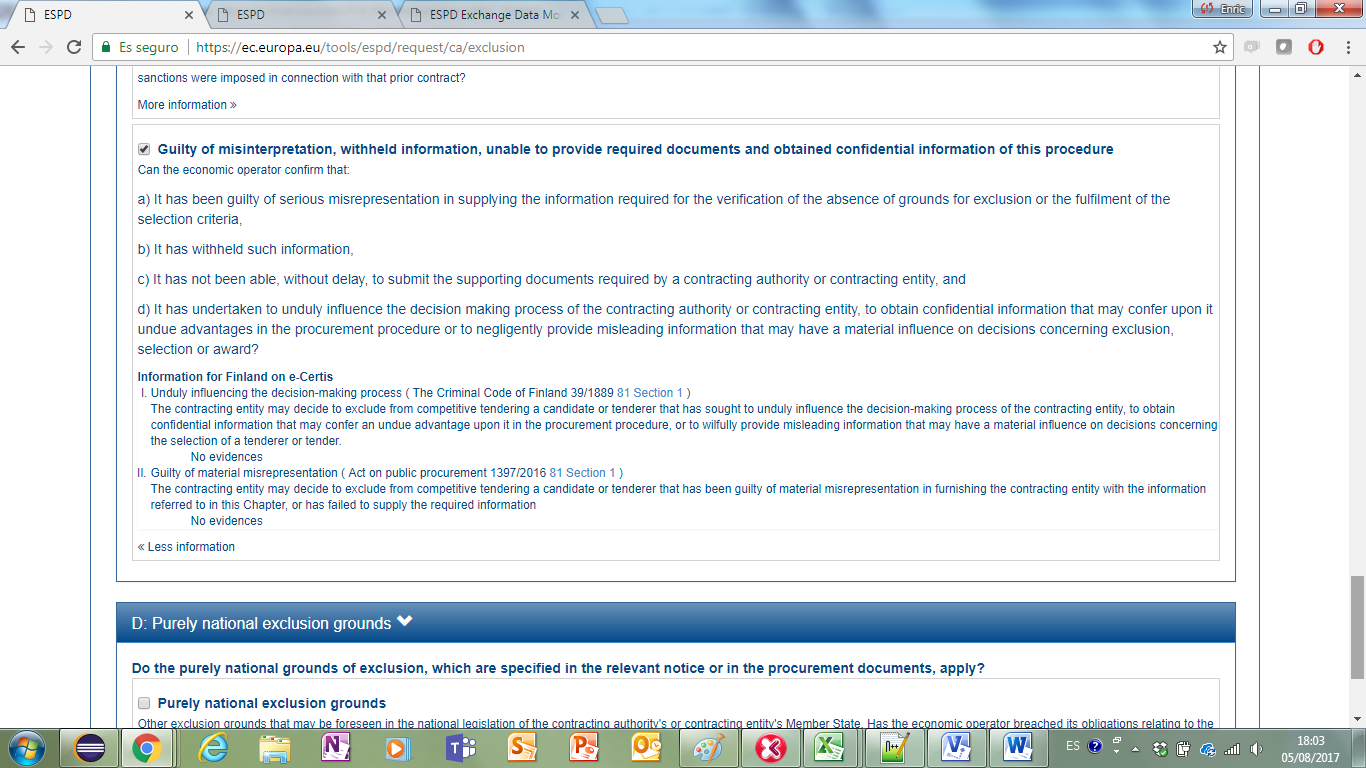 ESPD
ESPD
ESPD Exchange Data Mo
Enric
Es seguro
https://ec.europa.eu/tools/espd/request/ca/exclusion
sanctions were imposed in connection with that prior contract?
More information »
Guilty of misinterpretation, withheld information, unable to provide required documents and obtained confidential information of this procedure
Can the economic operator confirm that:
a) It has been guilty of serious misrepresentation in supplying the information required for the verification of the absence of grounds for exclusion or the fulfilment of the
selection criteria,
b) It has withheld such information,
c) It has not been able, without delay, to submit the supporting documents required by a contracting authority or contracting entity, and
d) It has undertaken to unduly influence the decision making process of the contracting authority or contracting entity, to obtain confidential information that may confer upon it
undue advantages in the procurement procedure or to negligently provide misleading information that may have a material influence on decisions concerning exclusion,
selection or award?
Information for Finland on e-Certis
I. Unduly influencing the decision-making process ( The Criminal Code of Finland 39/1889 81 Section 1 )
The contracting entity may decide to exclude from competitive tendering a candidate or tenderer that has sought to unduly influence the decision-making process of the contracting entity, to obtain
confidential information that may confer an undue advantage upon it in the procurement procedure, or to wilfully provide misleading information that may have a material influence on decisions concerning
the selection of a tenderer or tender.
No evidences
II. Guilty of material misrepresentation ( Act on public procurement 1397/2016 81 Section 1 )
The contracting entity may decide to exclude from competitive tendering a candidate or tenderer that has been guilty of material misrepresentation in furnishing the contracting entity with the information
referred to in this Chapter, or has failed to supply the required information
No evidences
« Less information
D: Purely national exclusion grounds
Do the purely national grounds of exclusion, which are specified in the relevant notice or in the procurement documents, apply?
Purely national exclusion grounds
Other exclusion grounds that may be foreseen in the national legislation of the contracting authority's or contracting entity's Member State. Has the economic operator breached its obligations relating to the
ES
18:03
05/08/2017